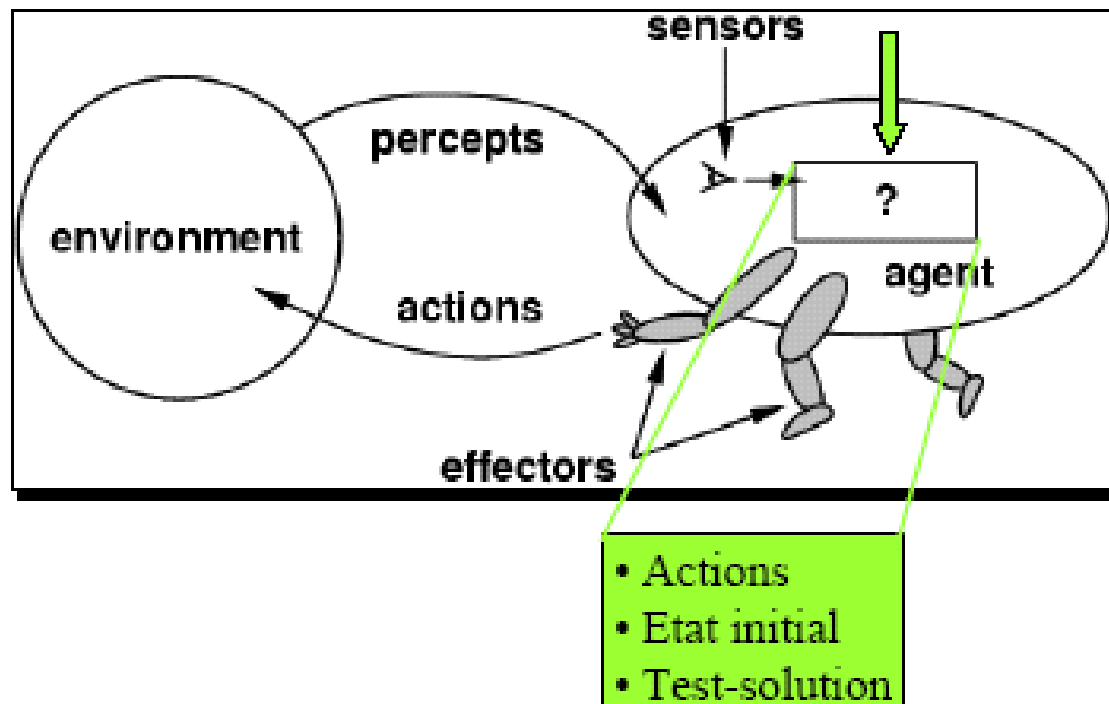 sensors
percepts
?
environment
agent
actions
effectors
• Actions
• Etat initial
• Test-solution